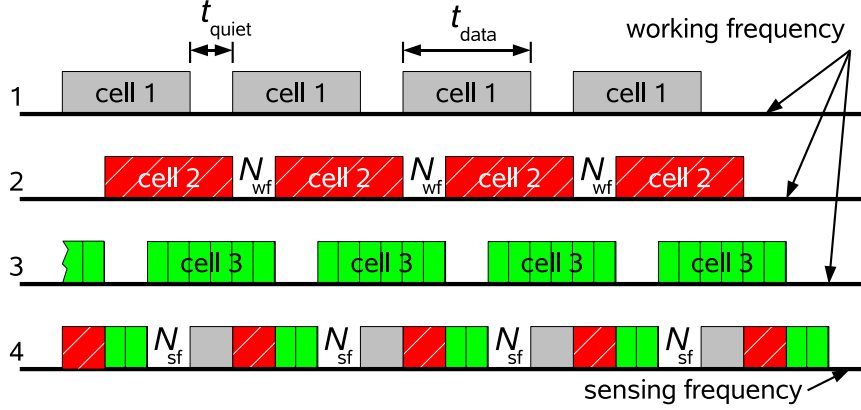 t_quiet t_data working frequency
1 cell 1 cell 1 cell 1 cell 1
2 cell 2 N_wf cell 2 N_wf cell 2 N_wf cell 2
3 cell 3 cell 3 cell 3 cell 3
4 N_sf N_sf N_sf N_sf
sensing frequency